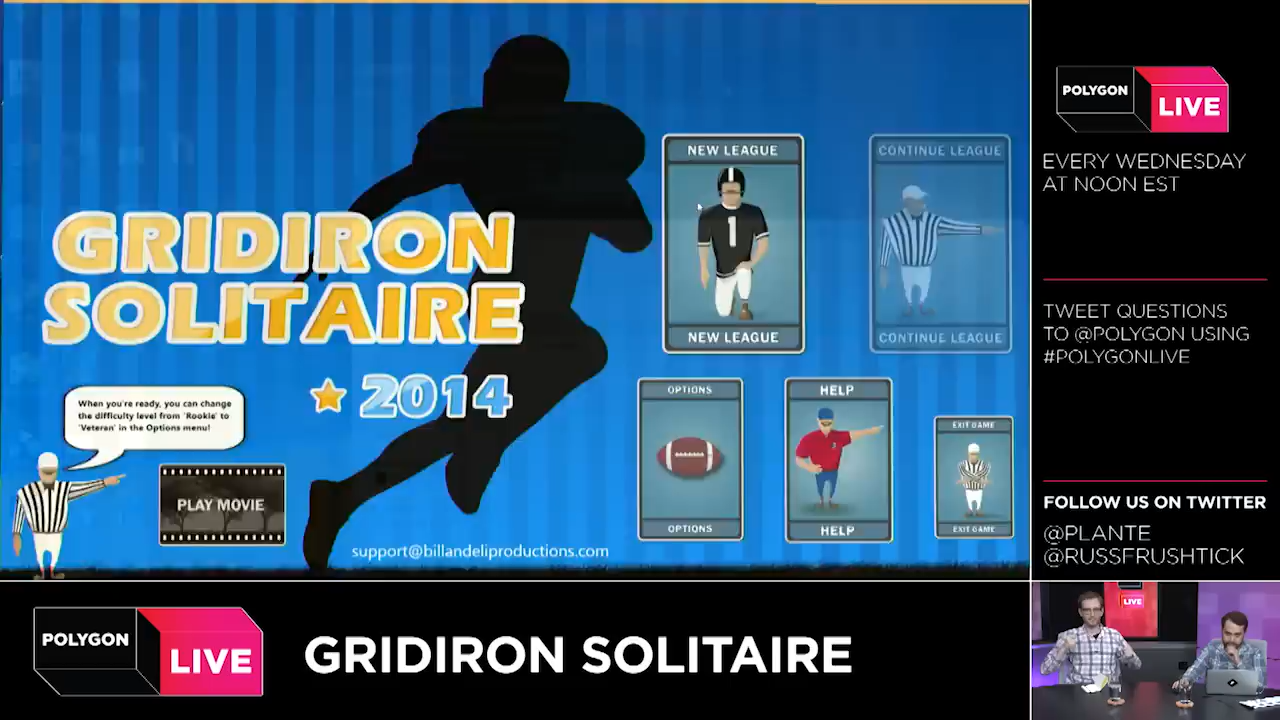 GRIDIRON
SOLITAIRE
2014
NEW LEAGUE
1
NEW LEAGUE
CONTINUE LEAGUE
CONTINUE LEAGUE
When you're ready, you can change
the difficulty level from 'Rookie' to
'Veteran' in the Options menu!
PLAY MOVIE
OPTIONS
OPTIONS
HELP
HELP
EXIT GAME
EXIT GAME
support@billandeliproductions.com
POLYGON
LIVE
EVERY WEDNESDAY
AT NOON EST
TWEET QUESTIONS
TO @POLYGON USING
#POLYGONLIVE
FOLLOW US ON TWITTER
@PLANTE
@RUSSFRUSHTICK
LIVE
POLYGON
LIVE
GRIDIRON SOLITAIRE